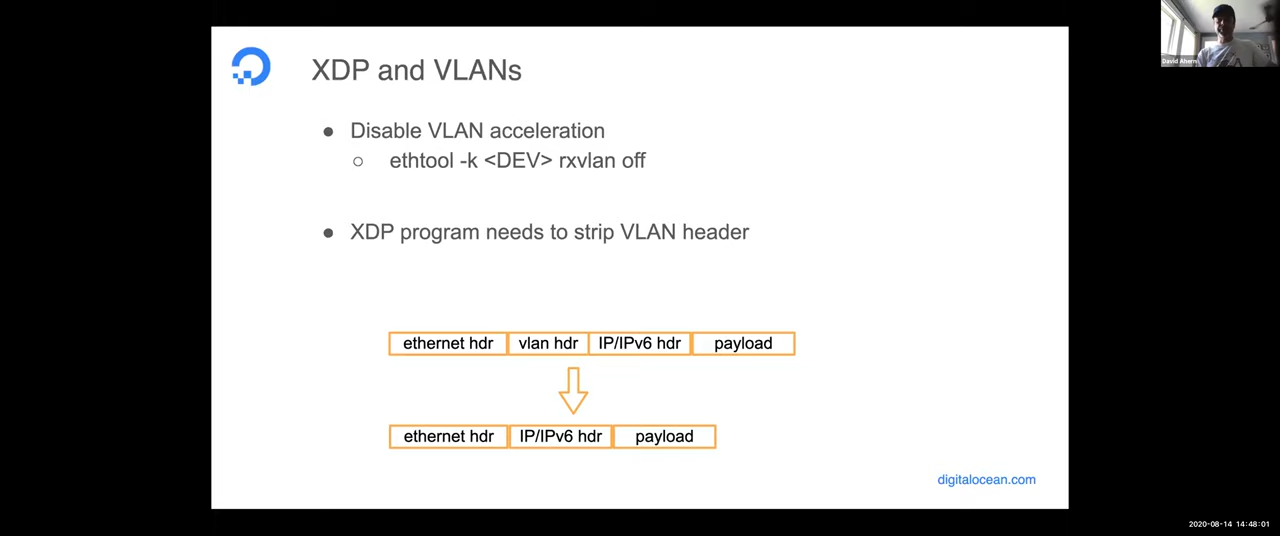 XDP and VLANs
David Ahern
● Disable VLAN acceleration
○ ethtool -k <DEV> rxvlan off
● XDP program needs to strip VLAN header
ethernet hdr vlan hdr IP/IPv6 hdr payload
ethernet hdr IP/IPv6 hdr payload
digitalocean.com
2020-08-14 14:48:01